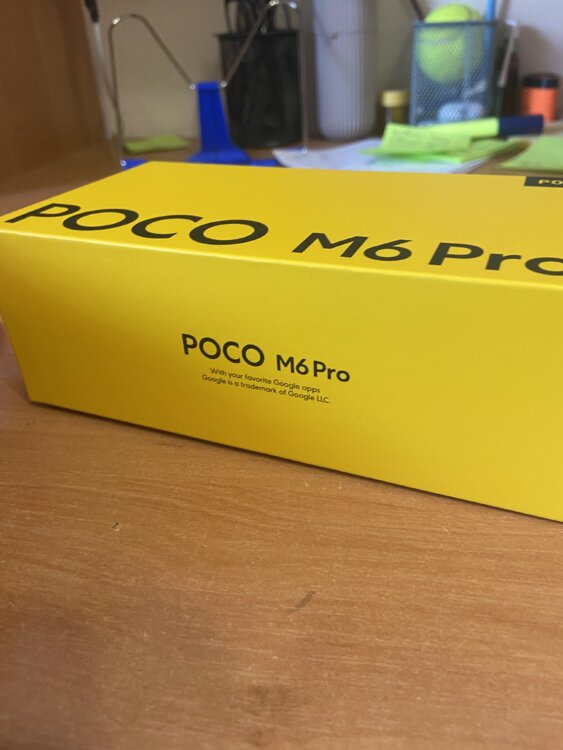 POCO M6 Pro
POCO M6 Pro
With your favorite Google apps
Google is a trademark of Google LLC.